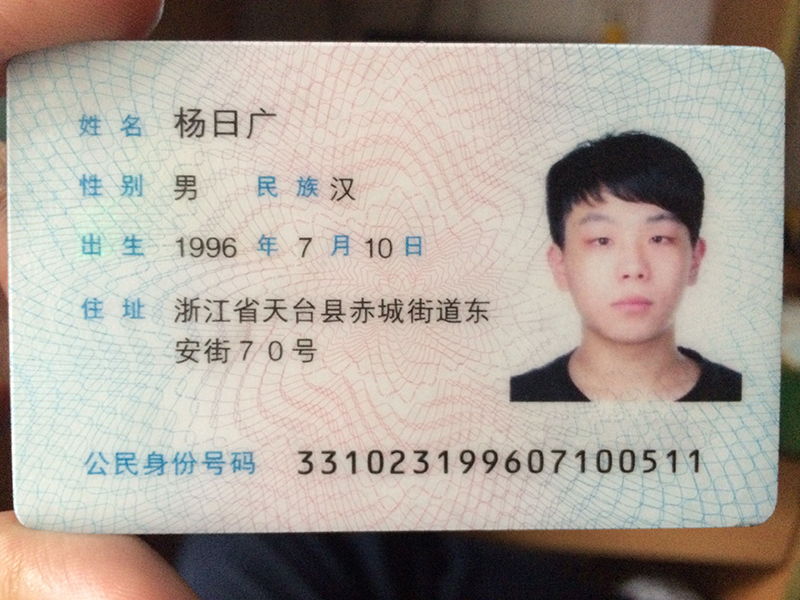 姓名 杨日广
性别 男 民族 汉
出生 1996 年 7 月 10 日
住址 浙江省天台县赤城街道东
安街70号
公民身份号码 331023199607100511